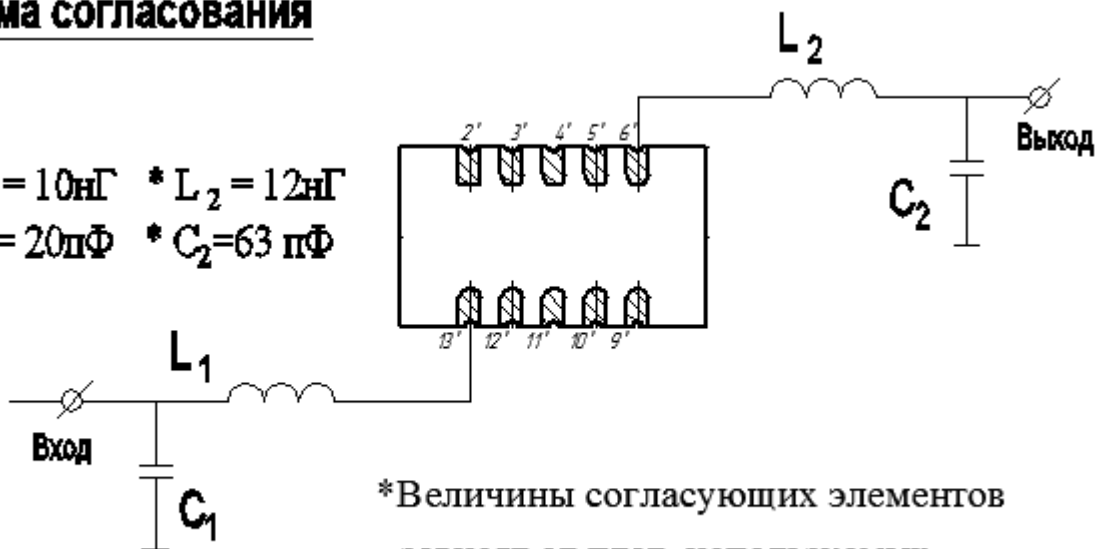 ма согласования
L₂
2' 3' 4' 5' 6'
Выход
= 10нГ * L₂ = 12нГ
C₂
= 20пФ * C₂=63 пФ
13' 12' 11' 10' 9'
L₁
Вход
*Величины согласующих элементов
C₁